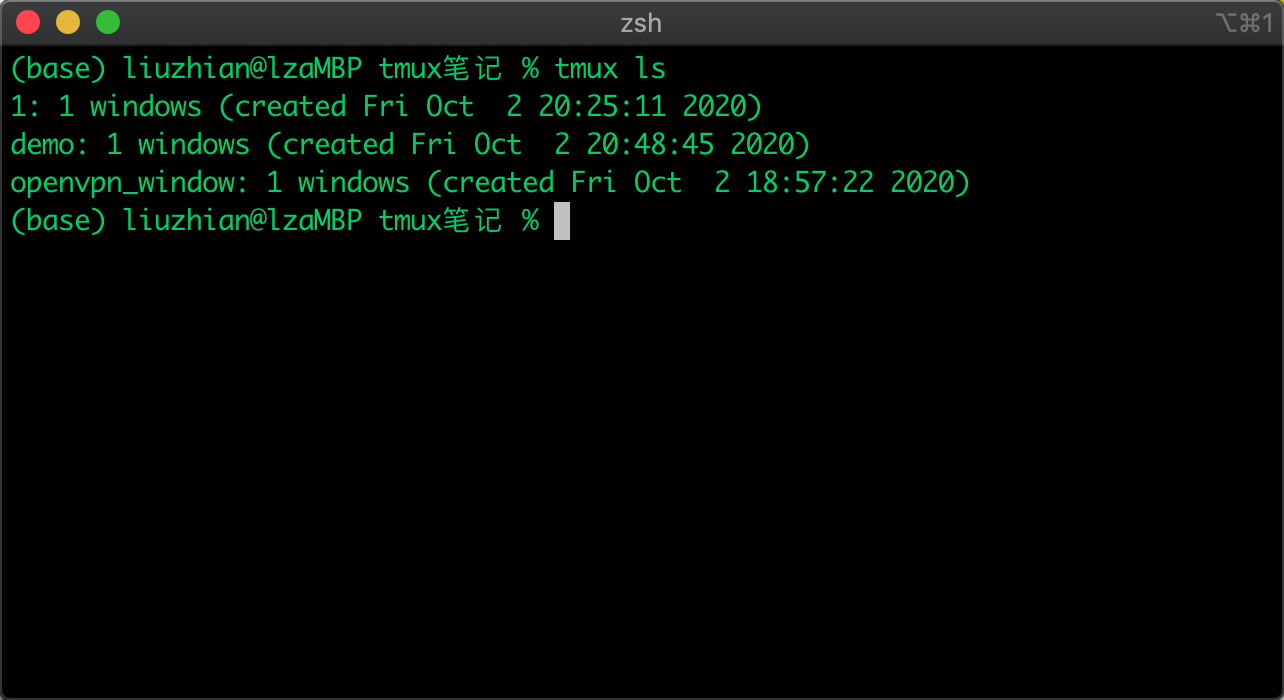 zsh
⌥⌘1
(base) liuzhian@lzaMBP tmux笔记 % tmux ls
1: 1 windows (created Fri Oct  2 20:25:11 2020)
demo: 1 windows (created Fri Oct  2 20:48:45 2020)
openvpn_window: 1 windows (created Fri Oct  2 18:57:22 2020)
(base) liuzhian@lzaMBP tmux笔记 %